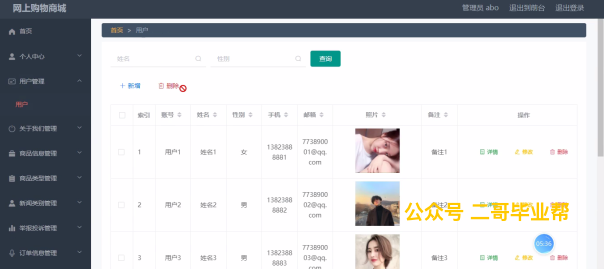 网上购物商城
管理员 abo 退出到前台 退出登录
首页
个人中心
用户管理
用户
关于我们管理
商品信息管理
商品类型管理
新闻类别管理
举报投诉管理
订单信息管理
首页 > 用户
姓名 性别 查询
+ 新增 删除
索引 账号 姓名 性别 手机 邮箱 照片 备注 操作
1 用户1 姓名1 女 13823888881 773890001@qq.com 备注1 详情 修改 删除
2 用户2 姓名2 男 13823888882 773890002@qq.com 备注2 详情 修改 删除
3 用户3 姓名3 男 13823888883 773890003@qq.com 备注3 详情 修改 删除
公众号 二哥毕业帮
05:36